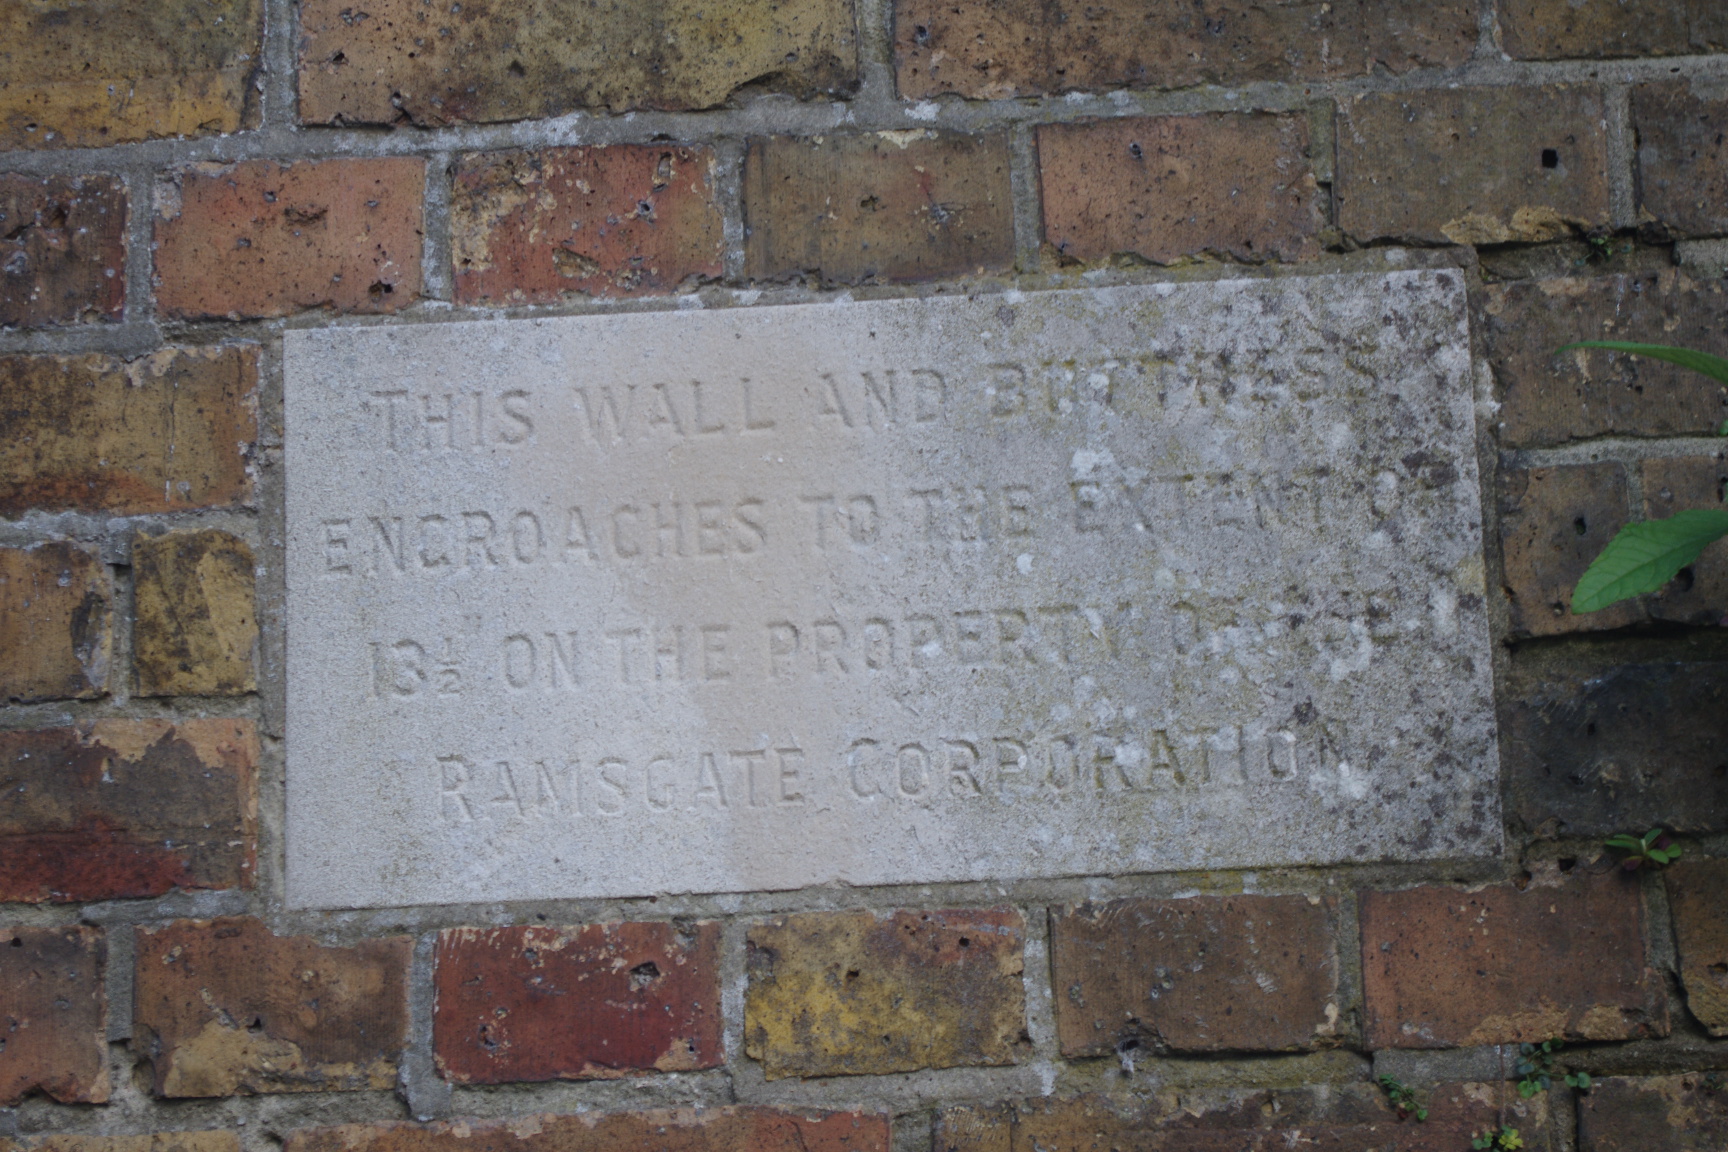 THIS WALL AND BUTTRESS
ENCROACHES TO THE EXTENT OF
13½" ON THE PROPERTY OF THE
RAMSGATE CORPORATION